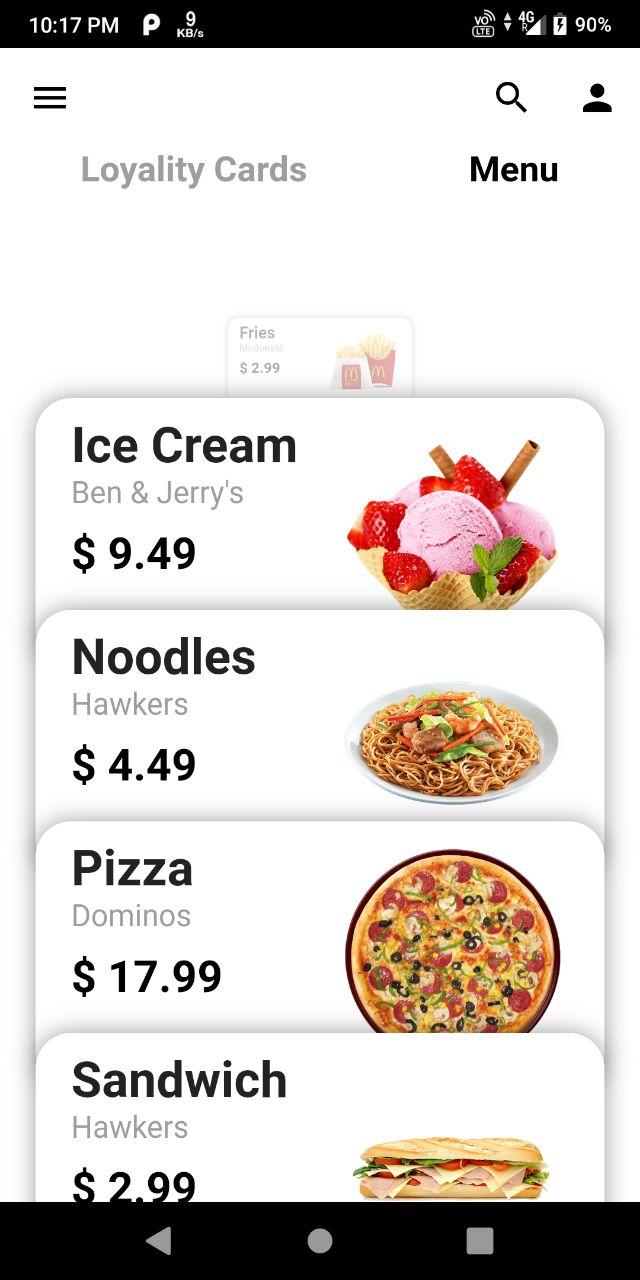 10:17 PM
9
KB/s
VO
LTE
4G
R
90%
Loyality Cards
Menu
Fries
Mcdonald
$ 2.99
Ice Cream
Ben & Jerry's
$ 9.49
Noodles
Hawkers
$ 4.49
Pizza
Dominos
$ 17.99
Sandwich
Hawkers
$ 2.99